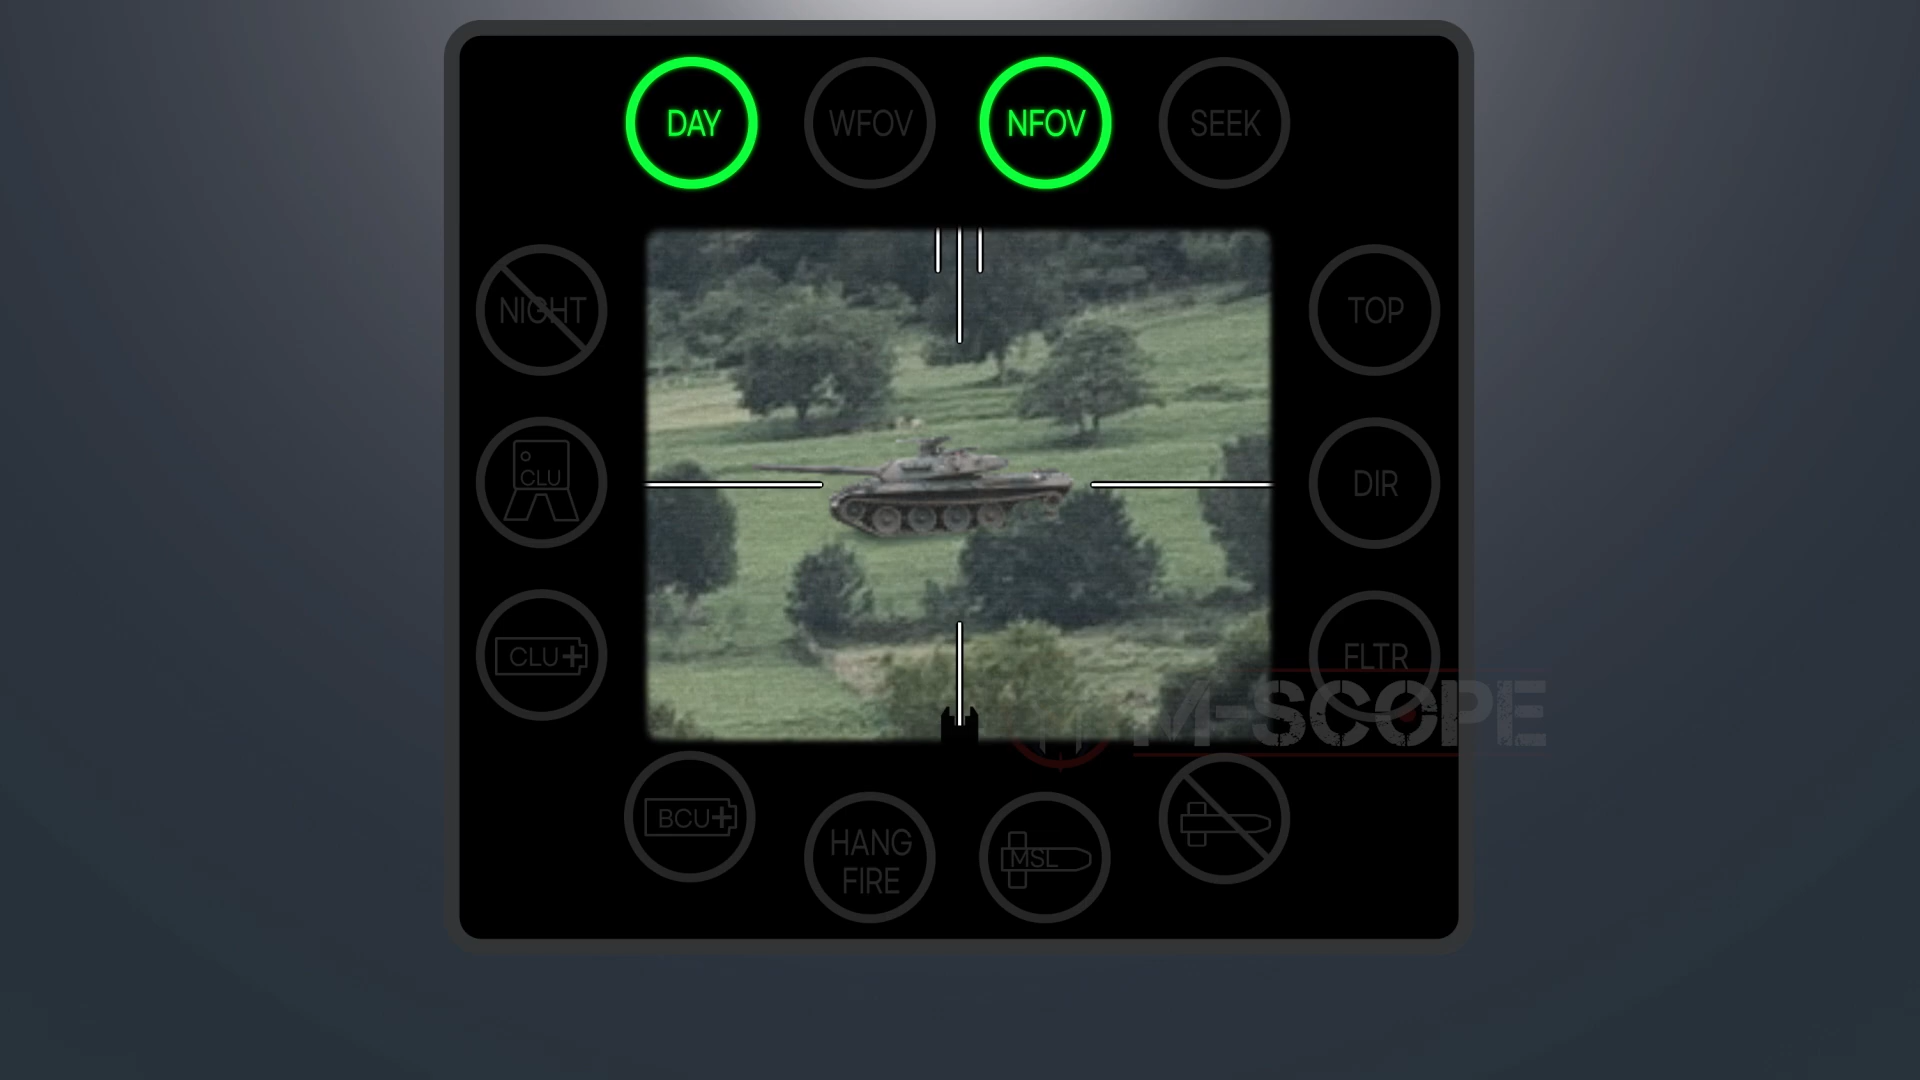 DAY
WFOV
NFOV
SEEK
NIGHT
TOP
CLU
DIR
CLU+
FLTR
M-SCOPE
BCU+
HANG
FIRE
MSL